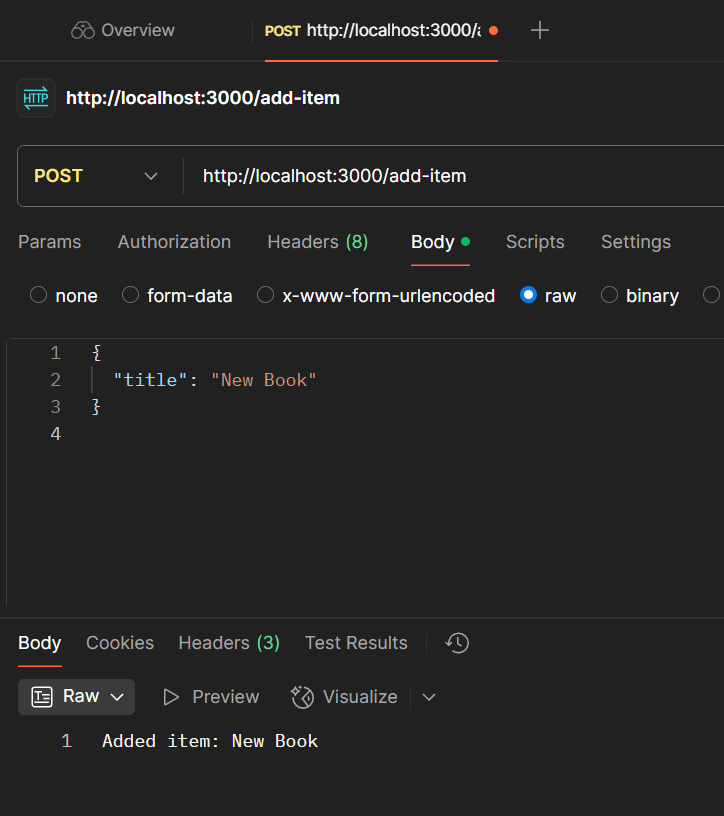 Overview
POST http://localhost:3000/a
HTTP http://localhost:3000/add-item
POST http://localhost:3000/add-item
Params Authorization Headers (8) Body Scripts Settings
none form-data x-www-form-urlencoded raw binary
1 {
2 "title": "New Book"
3 }
4
Body Cookies Headers (3) Test Results
Raw Preview Visualize
1 Added item: New Book